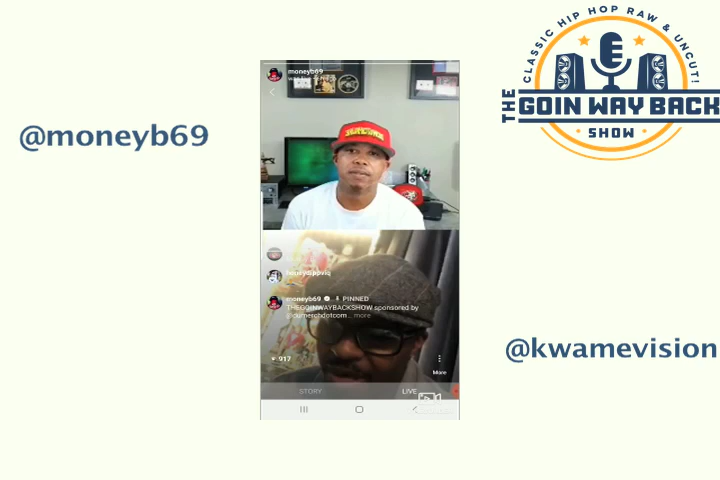 CLASSIC HIP HOP RAW & UNCUT!
THE
GOIN WAY BACK
SHOW
@moneyb69
moneyb69
moneyb69 PINNED
THEGOINWAYBACKSHOW sponsored by
more
917
More
STORY
LIVE
@kwamevision